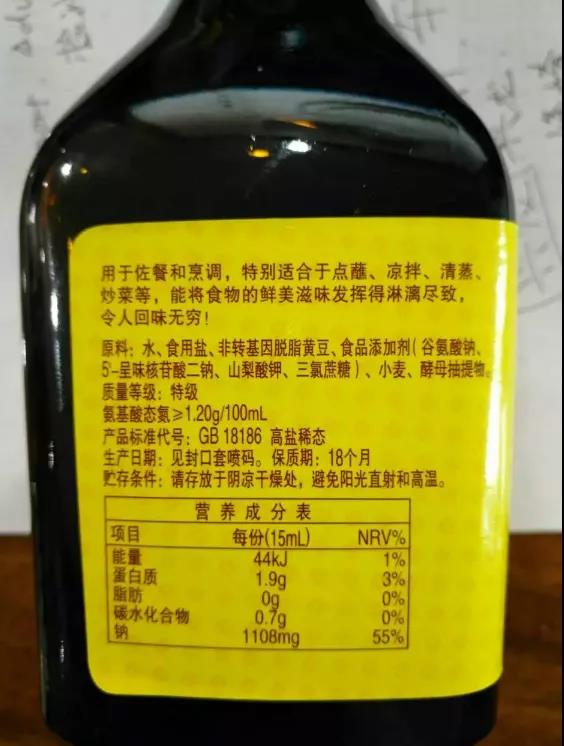 用于佐餐和烹调，特别适合于点蘸、凉拌、清蒸、
炒菜等，能将食物的鲜美滋味发挥得淋漓尽致，
令人回味无穷！
原料：水、食用盐、非转基因脱脂黄豆、食品添加剂（谷氨酸钠、
5'-呈味核苷酸二钠、山梨酸钾、三氯蔗糖）、小麦、酵母抽提物。
质量等级：特级
氨基酸态氮≥1.20g/100mL
产品标准代号：GB 18186 高盐稀态
生产日期：见封口套喷码。保质期：18个月
贮存条件：请存放于阴凉干燥处，避免阳光直射和高温。
营养成分表
项目 每份(15mL) NRV%
能量 44kJ 1%
蛋白质 1.9g 3%
脂肪 0g 0%
碳水化合物 0.7g 0%
钠 1108mg 55%